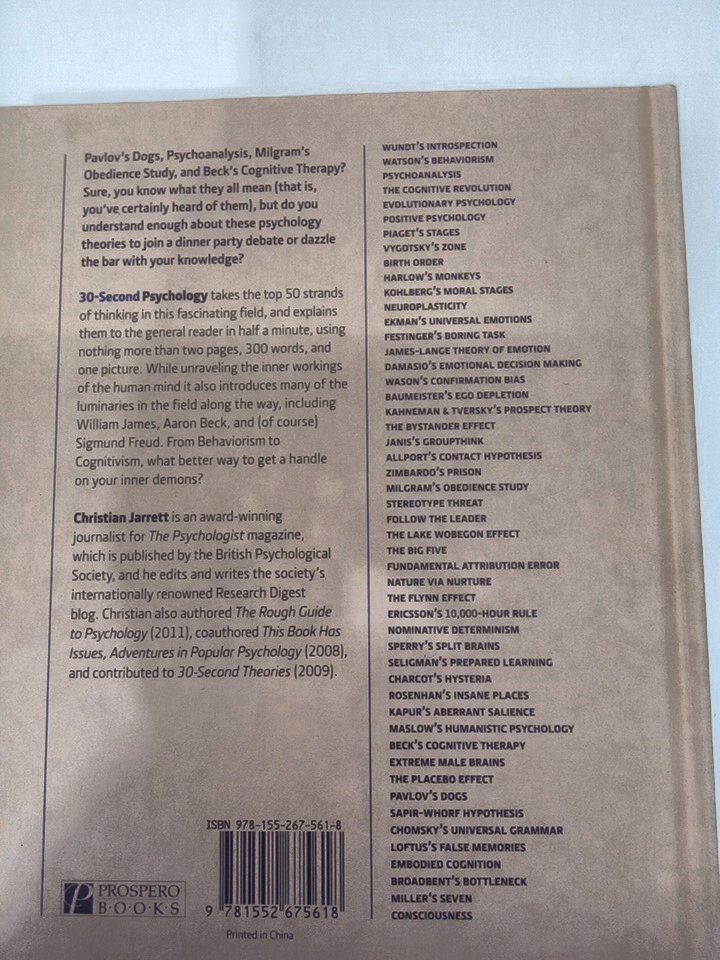 Pavlov's Dogs, Psychoanalysis, Milgram's
Obedience Study, and Beck's Cognitive Therapy?
Sure, you know what they all mean (that is,
you've certainly heard of them), but do you
understand enough about these psychology
theories to join a dinner party debate or dazzle
the bar with your knowledge?
30-Second Psychology takes the top 50 strands
of thinking in this fascinating field, and explains
them to the general reader in half a minute, using
nothing more than two pages, 300 words, and
one picture. While unraveling the inner workings
of the human mind it also introduces many of the
luminaries in the field along the way, including
William James, Aaron Beck, and (of course)
Sigmund Freud. From Behaviorism to
Cognitivism, what better way to get a handle
on your inner demons?
Christian Jarrett is an award-winning
journalist for The Psychologist magazine,
which is published by the British Psychological
Society, and he edits and writes the society's
internationally renowned Research Digest
blog. Christian also authored The Rough Guide
to Psychology (2011), coauthored This Book Has
Issues, Adventures in Popular Psychology (2008),
and contributed to 30-Second Theories (2009).
ISBN 978-155-267-561-8
9 781552 675618
P PROSPERO
B·O·O·K·S
Printed in China
WUNDT'S INTROSPECTION
WATSON'S BEHAVIORISM
PSYCHOANALYSIS
THE COGNITIVE REVOLUTION
EVOLUTIONARY PSYCHOLOGY
POSITIVE PSYCHOLOGY
PIAGET'S STAGES
VYGOTSKY'S ZONE
BIRTH ORDER
HARLOW'S MONKEYS
KOHLBERG'S MORAL STAGES
NEUROPLASTICITY
EKMAN'S UNIVERSAL EMOTIONS
FESTINGER'S BORING TASK
JAMES-LANGE THEORY OF EMOTION
DAMASIO'S EMOTIONAL DECISION MAKING
WASON'S CONFIRMATION BIAS
BAUMEISTER'S EGO DEPLETION
KAHNEMAN & TVERSKY'S PROSPECT THEORY
THE BYSTANDER EFFECT
JANIS'S GROUPTHINK
ALLPORT'S CONTACT HYPOTHESIS
ZIMBARDO'S PRISON
MILGRAM'S OBEDIENCE STUDY
STEREOTYPE THREAT
FOLLOW THE LEADER
THE LAKE WOBEGON EFFECT
THE BIG FIVE
FUNDAMENTAL ATTRIBUTION ERROR
NATURE VIA NURTURE
THE FLYNN EFFECT
ERICSSON'S 10,000-HOUR RULE
NOMINATIVE DETERMINISM
SPERRY'S SPLIT BRAINS
SELIGMAN'S PREPARED LEARNING
CHARCOT'S HYSTERIA
ROSENHAN'S INSANE PLACES
KAPUR'S ABERRANT SALIENCE
MASLOW'S HUMANISTIC PSYCHOLOGY
BECK'S COGNITIVE THERAPY
EXTREME MALE BRAINS
THE PLACEBO EFFECT
PAVLOV'S DOGS
SAPIR-WHORF HYPOTHESIS
CHOMSKY'S UNIVERSAL GRAMMAR
LOFTUS'S FALSE MEMORIES
EMBODIED COGNITION
BROADBENT'S BOTTLENECK
MILLER'S SEVEN
CONSCIOUSNESS